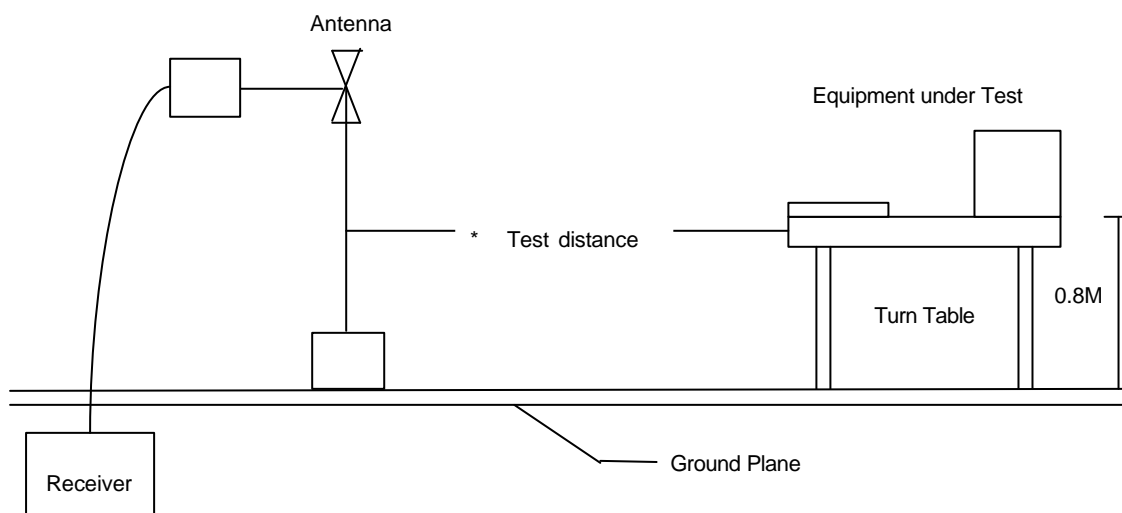 Antenna
Equipment under Test
* Test distance
0.8M
Turn Table
Ground Plane
Receiver